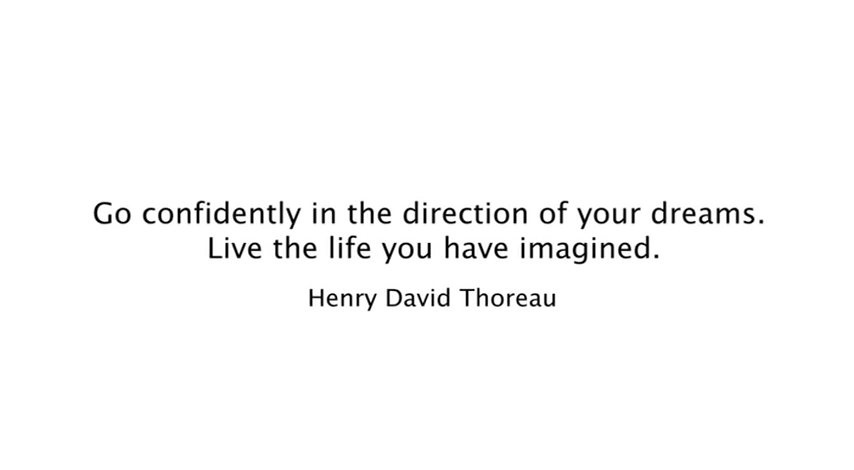 Go confidently in the direction of your dreams.
Live the life you have imagined.
Henry David Thoreau